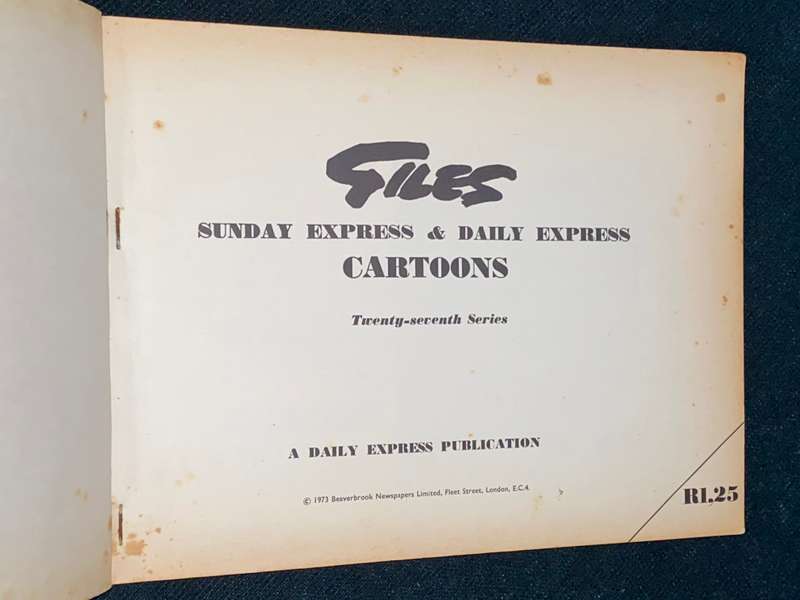 GILES
SUNDAY EXPRESS & DAILY EXPRESS
CARTOONS
Twenty-seventh Series
A DAILY EXPRESS PUBLICATION
© 1973 Beaverbrook Newspapers Limited, Fleet Street, London, E.C.4.
R1.25